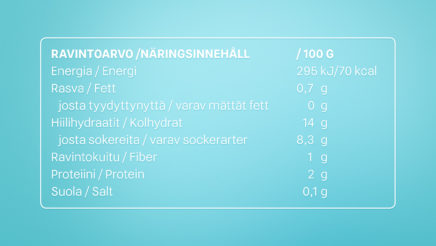 RAVINTOARVO /NÄRINGSINNEHÅLL / 100 G
Energia / Energi 295 kJ/70 kcal
Rasva / Fett 0,7 g
josta tyydyttynyttä / varav mättät fett 0 g
Hiilihydraatit / Kolhydrat 14 g
josta sokereita / varav sockerarter 8,3 g
Ravintokuitu / Fiber 1 g
Proteiini / Protein 2 g
Suola / Salt 0,1 g